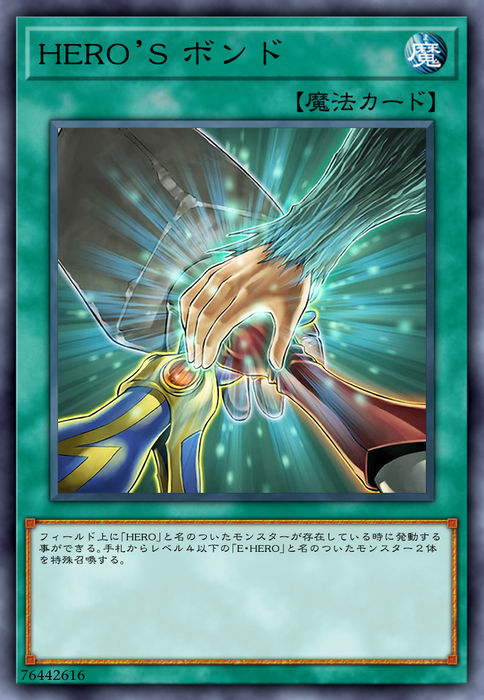 HERO'S ボンド
魔
【魔法カード】
フィールド上に「HERO」と名のついたモンスターが存在している時に発動する
事ができる。手札からレベル４以下の「E・HERO」と名のついたモンスター２体
を特殊召喚する。
76442616